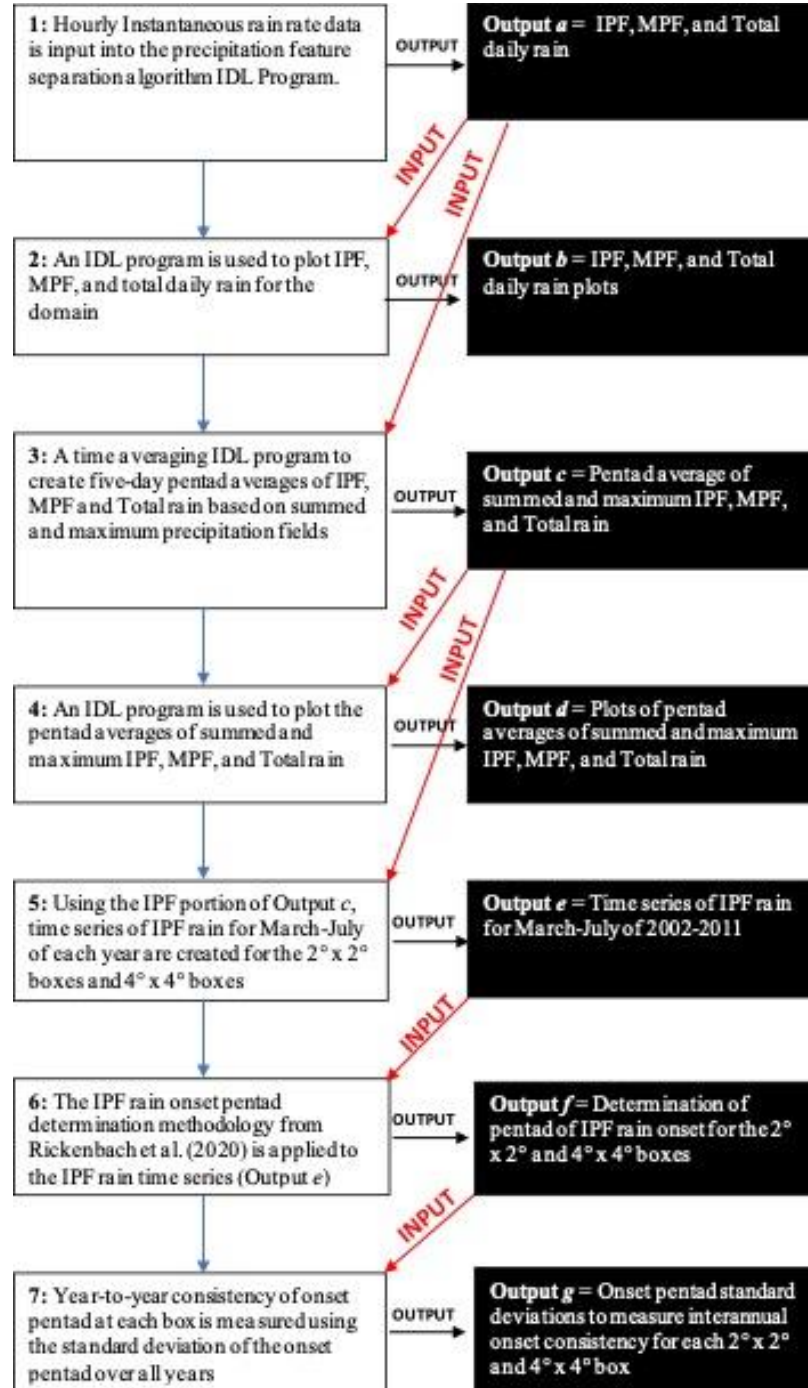 1: Hourly Instantaneous rain rate data
is input into the precipitation feature
separation algorithm IDL Program.
OUTPUT
Output a = IPF, MPF, and Total
daily rain
INPUT
INPUT
2: An IDL program is used to plot IPF,
MPF, and total daily rain for the
domain
OUTPUT
Output b = IPF, MPF, and Total
daily rain plots
3: A time averaging IDL program to
create five-day pentad averages of IPF,
MPF and Total rain based on summed
and maximum precipitation fields
OUTPUT
Output c = Pentad average of
summed and maximum IPF, MPF,
and Total rain
INPUT
INPUT
4: An IDL program is used to plot the
pentad averages of summed and
maximum IPF, MPF, and Total rain
OUTPUT
Output d = Plots of pentad
averages of summed and maximum
IPF, MPF, and Total rain
5: Using the IPF portion of Output c,
time series of IPF rain for March-July
of each year are created for the 2° x 2°
boxes and 4° x 4° boxes
OUTPUT
Output e = Time series of IPF rain
for March-July of 2002-2011
INPUT
6: The IPF rain onset pentad
determination methodology from
Rickenbach et al. (2020) is applied to
the IPF rain time series (Output e)
OUTPUT
Output f = Determination of
pentad of IPF rain onset for the 2°
x 2° and 4° x 4° boxes
INPUT
7: Year-to-year consistency of onset
pentad at each box is measured using
the standard deviation of the onset
pentad over all years
OUTPUT
Output g = Onset pentad standard
deviations to measure interannual
onset consistency for each 2° x 2°
and 4° x 4° box